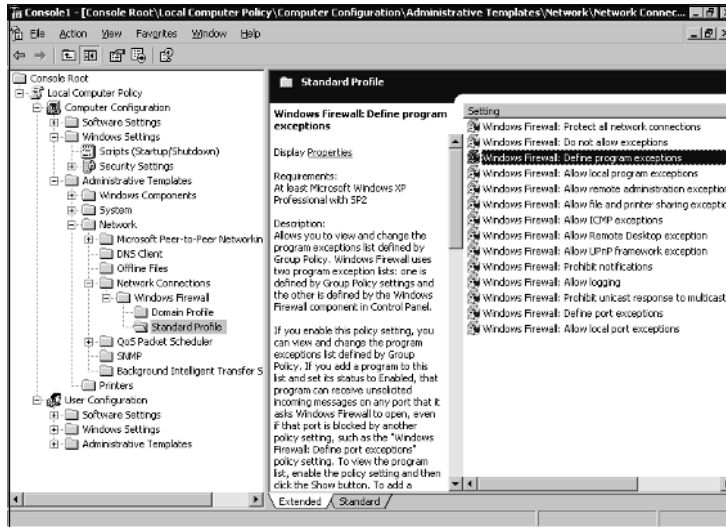 Console1 - [Console Root\Local Computer Policy\Computer Configuration\Administrative Templates\Network\Network Connec...
File Action View Favorites Window Help
Console Root
Local Computer Policy
Computer Configuration
Software Settings
Windows Settings
Scripts (Startup/Shutdown)
Security Settings
Administrative Templates
Windows Components
System
Network
Microsoft Peer-to-Peer Networkin
DNS Client
Offline Files
Network Connections
Windows Firewall
Domain Profile
Standard Profile
QoS Packet Scheduler
SNMP
Background Intelligent Transfer S
Printers
User Configuration
Software Settings
Windows Settings
Administrative Templates
Standard Profile
Windows Firewall: Define program
exceptions
Display Properties
Requirements:
At least Microsoft Windows XP
Professional with SP2
Description:
Allows you to view and change the
program exceptions list defined by
Group Policy. Windows Firewall uses
two program exception lists: one is
defined by Group Policy settings and
the other is defined by the Windows
Firewall component in Control Panel.
If you enable this policy setting, you
can view and change the program
exceptions list defined by Group
Policy. If you add a program to this
list and set its status to Enabled, that
program can receive unsolicited
incoming messages on any port that it
asks Windows Firewall to open, even
if that port is blocked by another
policy setting, such as the "Windows
Firewall: Define port exceptions"
policy setting. To view the program
list, enable the policy setting and then
click the Show button. To add a
Setting
Windows Firewall: Protect all network connections
Windows Firewall: Do not allow exceptions
Windows Firewall: Define program exceptions
Windows Firewall: Allow local program exceptions
Windows Firewall: Allow remote administration exceptio
Windows Firewall: Allow file and printer sharing exceptio
Windows Firewall: Allow ICMP exceptions
Windows Firewall: Allow Remote Desktop exception
Windows Firewall: Allow UPnP framework exception
Windows Firewall: Prohibit notifications
Windows Firewall: Allow logging
Windows Firewall: Prohibit unicast response to multicast
Windows Firewall: Define port exceptions
Windows Firewall: Allow local port exceptions
Extended Standard